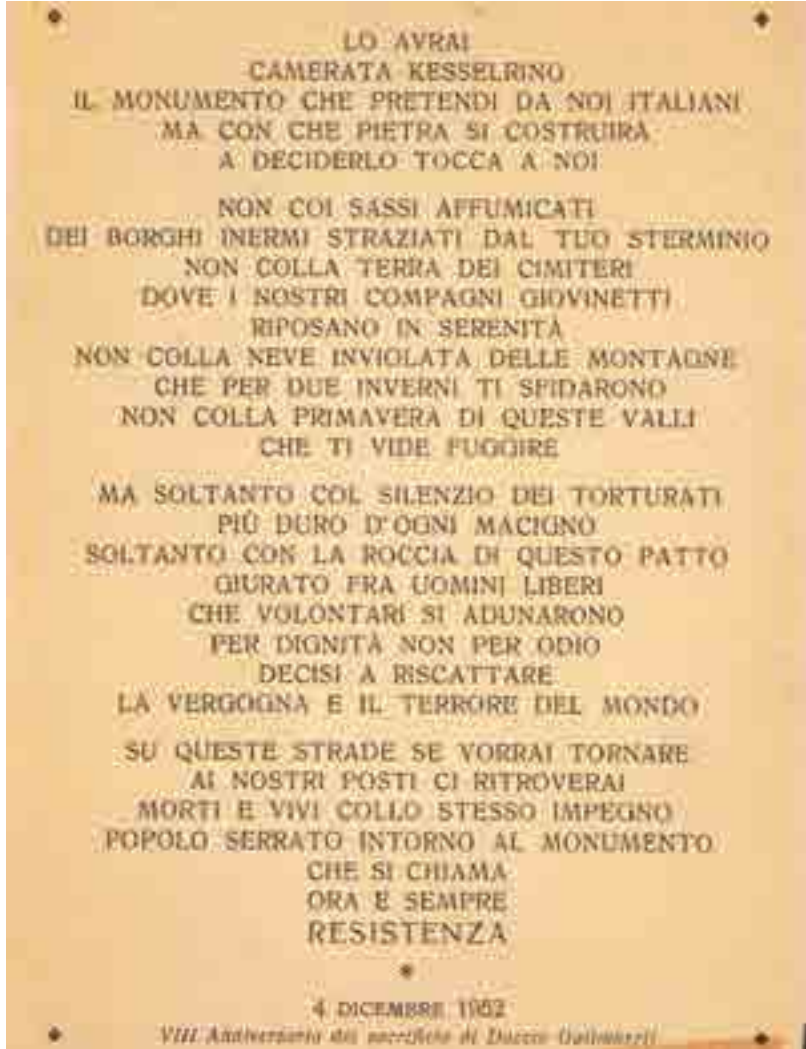 LO AVRAI
CAMERATA KESSELRINO
IL MONUMENTO CHE PRETENDI DA NOI ITALIANI
MA CON CHE PIETRA SI COSTRUIRÀ
A DECIDERLO TOCCA A NOI
NON COI SASSI AFFUMICATI
DEI BORGHI INERMI STRAZIATI DAL TUO STERMINIO
NON COLLA TERRA DEI CIMITERI
DOVE I NOSTRI COMPAGNI GIOVINETTI
RIPOSANO IN SERENITÀ
NON COLLA NEVE INVIOLATA DELLE MONTAGNE
CHE PER DUE INVERNI TI SFIDARONO
NON COLLA PRIMAVERA DI QUESTE VALLI
CHE TI VIDE FUGGIRE
MA SOLTANTO COL SILENZIO DEI TORTURATI
PIÙ DURO D'OGNI MACIGNO
SOLTANTO CON LA ROCCIA DI QUESTO PATTO
GIURATO FRA UOMINI LIBERI
CHE VOLONTARI SI ADUNARONO
PER DIGNITÀ NON PER ODIO
DECISI A RISCATTARE
LA VERGOGNA E IL TERRORE DEL MONDO
SU QUESTE STRADE SE VORRAI TORNARE
AI NOSTRI POSTI CI RITROVERAI
MORTI E VIVI COLLO STESSO IMPEGNO
POPOLO SERRATO INTORNO AL MONUMENTO
CHE SI CHIAMA
ORA E SEMPRE
RESISTENZA
4 DICEMBRE 1952
VIII Anniversario del sacrificio di Duccio Galimberti